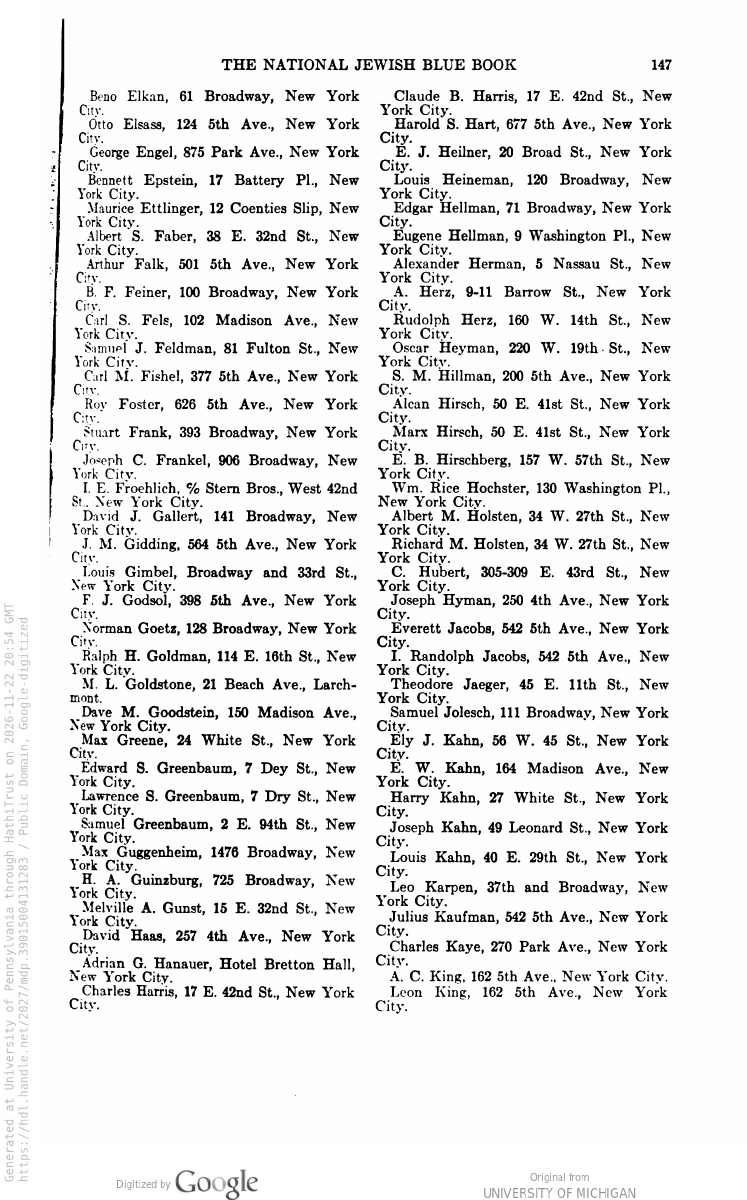 THE NATIONAL JEWISH BLUE BOOK 147
Beno Elkan, 61 Broadway, New York
City.
Otto Elsass, 124 5th Ave., New York
City.
George Engel, 875 Park Ave., New York
City.
Bennett Epstein, 17 Battery Pl., New
York City.
Maurice Ettlinger, 12 Coenties Slip, New
York City.
Albert S. Faber, 38 E. 32nd St., New
York City.
Arthur Falk, 501 5th Ave., New York
City.
B. F. Feiner, 100 Broadway, New York
City.
Carl S. Fels, 102 Madison Ave., New
York City.
Samuel J. Feldman, 81 Fulton St., New
York City.
Carl M. Fishel, 377 5th Ave., New York
City.
Roy Foster, 626 5th Ave., New York
City.
Stuart Frank, 393 Broadway, New York
City.
Joseph C. Frankel, 906 Broadway, New
York City.
I. E. Froehlich, % Stern Bros., West 42nd
St., New York City.
David J. Gallert, 141 Broadway, New
York City.
J. M. Gidding, 564 5th Ave., New York
City.
Louis Gimbel, Broadway and 33rd St.,
New York City.
F. J. Godsol, 398 5th Ave., New York
City.
Norman Goetz, 128 Broadway, New York
City.
Ralph H. Goldman, 114 E. 16th St., New
York City.
M. L. Goldstone, 21 Beach Ave., Larch-
mont.
Dave M. Goodstein, 150 Madison Ave.,
New York City.
Max Greene, 24 White St., New York
City.
Edward S. Greenbaum, 7 Dey St., New
York City.
Lawrence S. Greenbaum, 7 Dry St., New
York City.
Samuel Greenbaum, 2 E. 94th St., New
York City.
Max Guggenheim, 1476 Broadway, New
York City.
H. A. Guinzburg, 725 Broadway, New
York City.
Melville A. Gunst, 15 E. 32nd St., New
York City.
David Haas, 257 4th Ave., New York
City.
Adrian G. Hanauer, Hotel Bretton Hall,
New York City.
Charles Harris, 17 E. 42nd St., New York
City.
Claude B. Harris, 17 E. 42nd St., New
York City.
Harold S. Hart, 677 5th Ave., New York
City.
E. J. Heilner, 20 Broad St., New York
City.
Louis Heineman, 120 Broadway, New
York City.
Edgar Hellman, 71 Broadway, New York
City.
Eugene Hellman, 9 Washington Pl., New
York City.
Alexander Herman, 5 Nassau St., New
York City.
A. Herz, 9-11 Barrow St., New York
City.
Rudolph Herz, 160 W. 14th St., New
York City.
Oscar Heyman, 220 W. 19th St., New
York City.
S. M. Hillman, 200 5th Ave., New York
City.
Alcan Hirsch, 50 E. 41st St., New York
City.
Marx Hirsch, 50 E. 41st St., New York
City.
E. B. Hirschberg, 157 W. 57th St., New
York City.
Wm. Rice Hochster, 130 Washington Pl.,
New York City.
Albert M. Holsten, 34 W. 27th St., New
York City.
Richard M. Holsten, 34 W. 27th St., New
York City.
C. Hubert, 305-309 E. 43rd St., New
York City.
Joseph Hyman, 250 4th Ave., New York
City.
Everett Jacobs, 542 5th Ave., New York
City.
I. Randolph Jacobs, 542 5th Ave., New
York City.
Theodore Jaeger, 45 E. 11th St., New
York City.
Samuel Jolesch, 111 Broadway, New York
City.
Ely J. Kahn, 56 W. 45 St., New York
City.
E. W. Kahn, 164 Madison Ave., New
York City.
Harry Kahn, 27 White St., New York
City.
Joseph Kahn, 49 Leonard St., New York
City.
Louis Kahn, 40 E. 29th St., New York
City.
Leo Karpen, 37th and Broadway, New
York City.
Julius Kaufman, 542 5th Ave., New York
City.
Charles Kaye, 270 Park Ave., New York
City.
A. C. King, 162 5th Ave., New York City.
Leon King, 162 5th Ave., New York
City.
Generated at University of Pennsylvania through HathiTrust on 2026-11-22 20:54 GMT
https://hdl.handle.net/2027/mdp.39015004131283 / Public Domain, Google-digitized
Digitized by Google
Original from
UNIVERSITY OF MICHIGAN